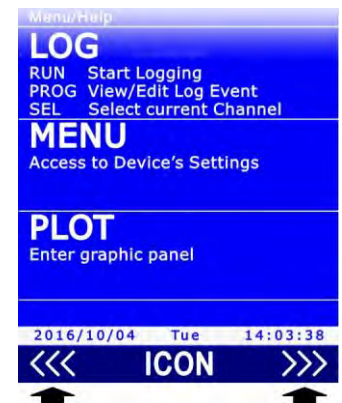 Menu/Help
LOG
RUN Start Logging
PROG View/Edit Log Event
SEL Select current Channel
MENU
Access to Device's Settings
PLOT
Enter graphic panel
2016/10/04 Tue 14:03:38
<<< ICON >>>